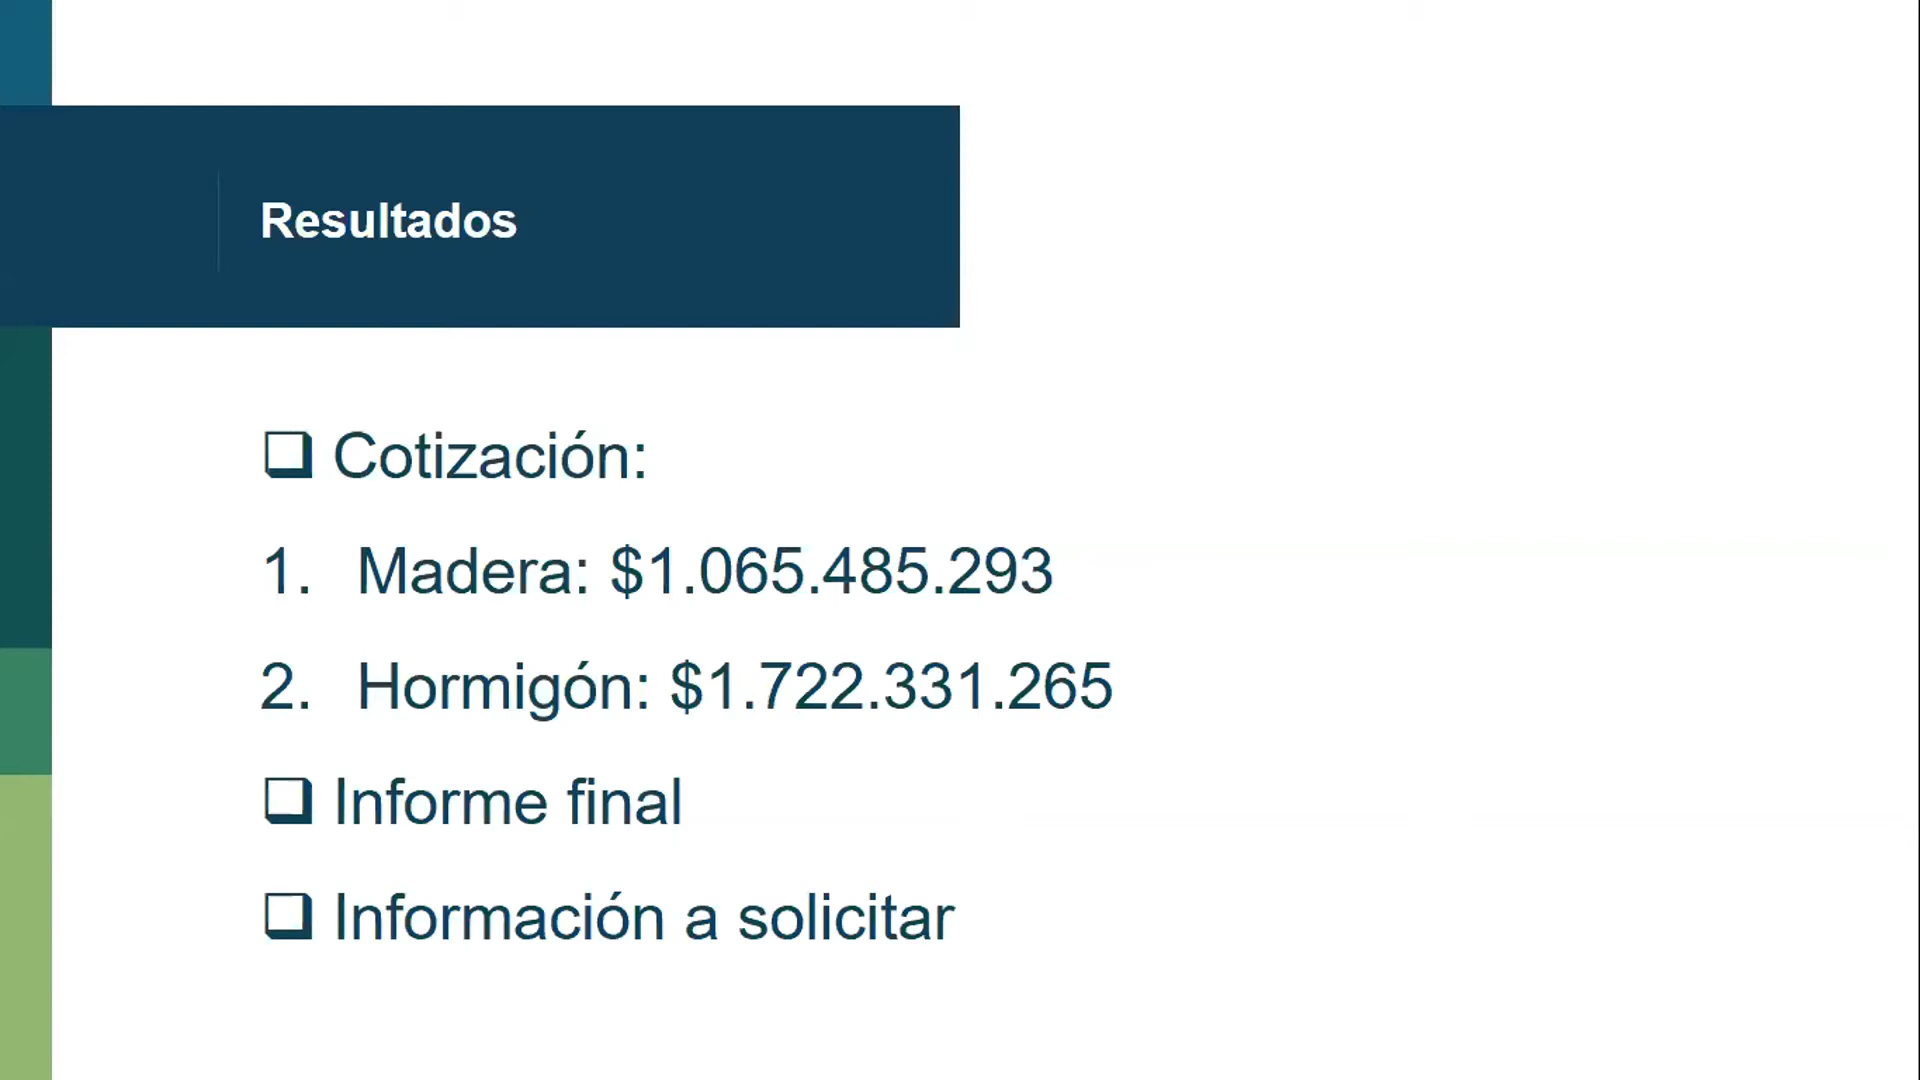 Resultados
❑ Cotización:
1. Madera: $1.065.485.293
2. Hormigón: $1.722.331.265
❑ Informe final
❑ Información a solicitar